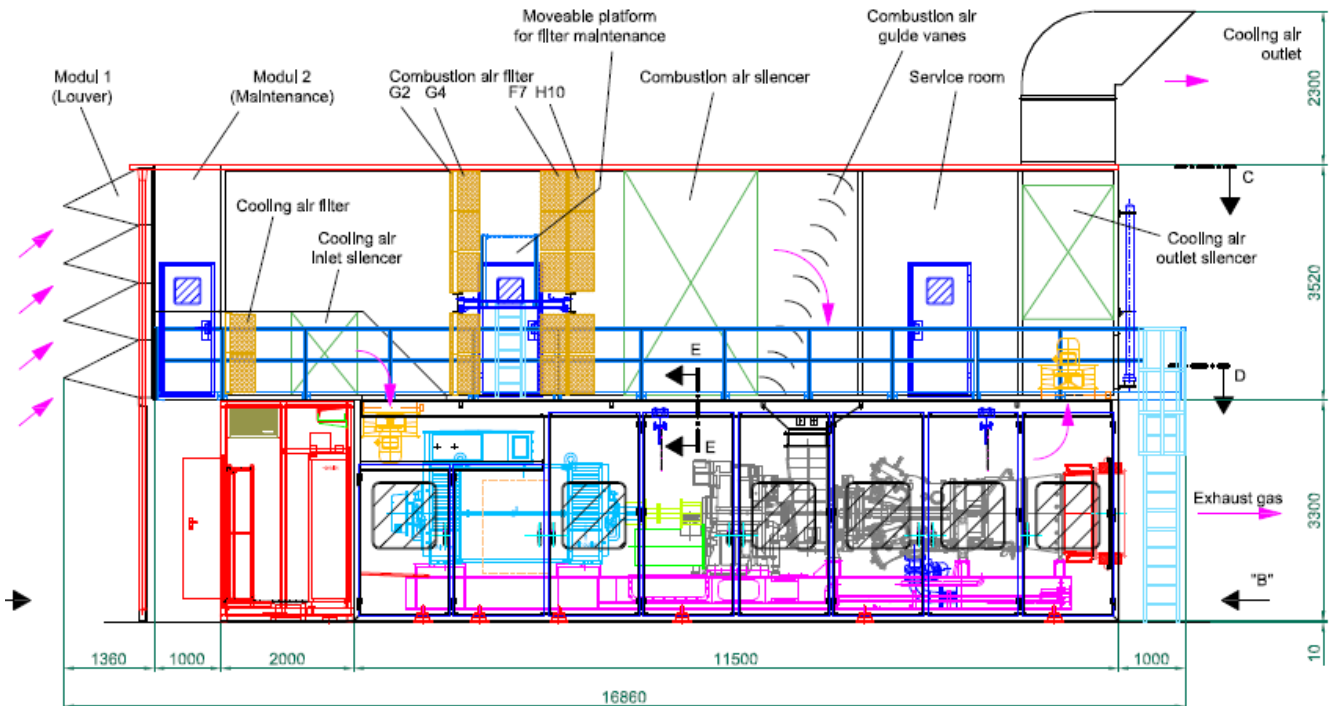 Moveable platform
for filter maintenance
Combustion air
guide vanes
Cooling air
outlet
Modul 1
(Louver)
Modul 2
(Maintenance)
Combustion air filter
G2 G4 F7 H10
Combustion air silencer
Service room
2300
C
Cooling air filter
Cooling air
inlet silencer
Cooling air
outlet silencer
3520
E
D
E
Exhaust gas
3300
"B"
1360
1000
2000
11500
1000
10
16860